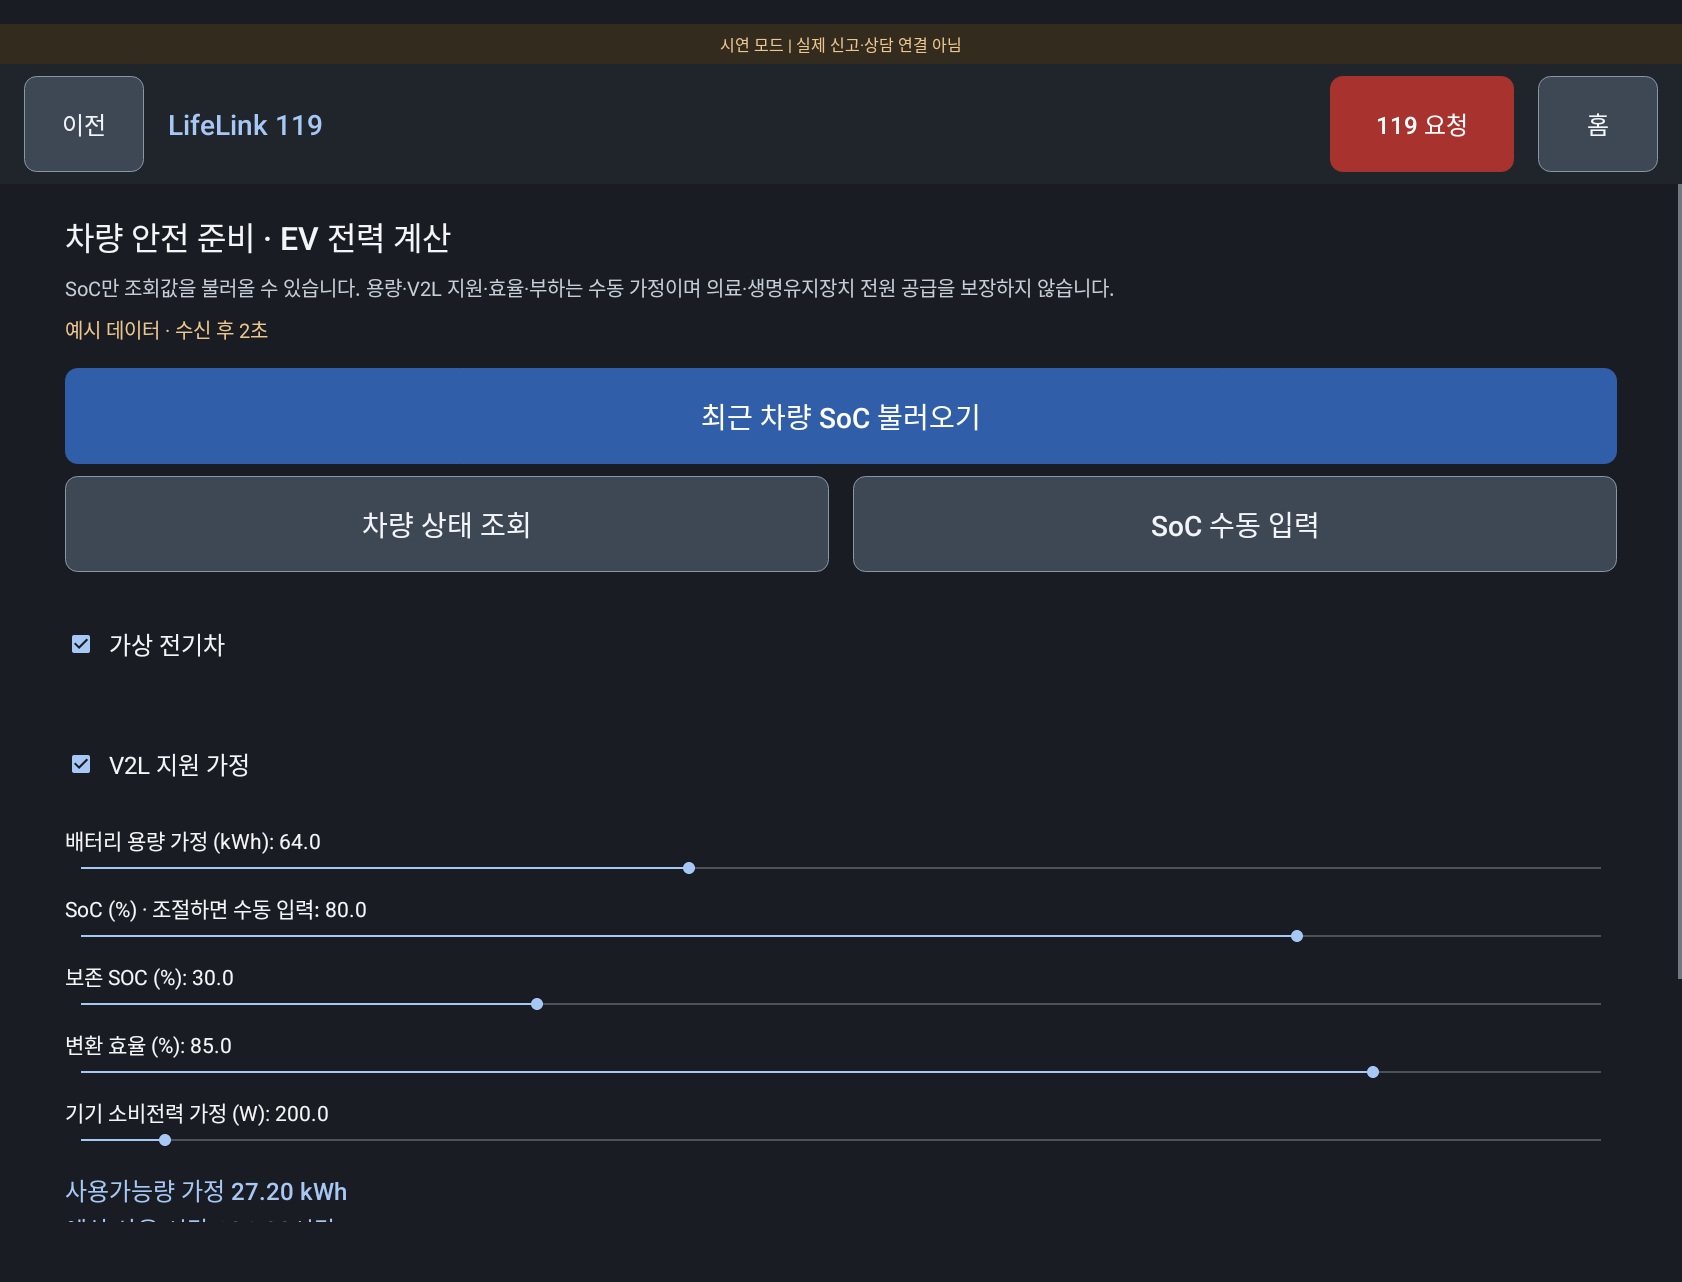 시연 모드 | 실제 신고·상담 연결 아님
이전
LifeLink 119
119 요청
홈
차량 안전 준비 · EV 전력 계산
SoC만 조회값을 불러올 수 있습니다. 용량·V2L 지원·효율·부하는 수동 가정이며 의료·생명유지장치 전원 공급을 보장하지 않습니다.
예시 데이터 · 수신 후 2초
최근 차량 SoC 불러오기
차량 상태 조회
SoC 수동 입력
가상 전기차
V2L 지원 가정
배터리 용량 가정 (kWh): 64.0
SoC (%) · 조절하면 수동 입력: 80.0
보존 SOC (%): 30.0
변환 효율 (%): 85.0
기기 소비전력 가정 (W): 200.0
사용가능량 가정 27.20 kWh